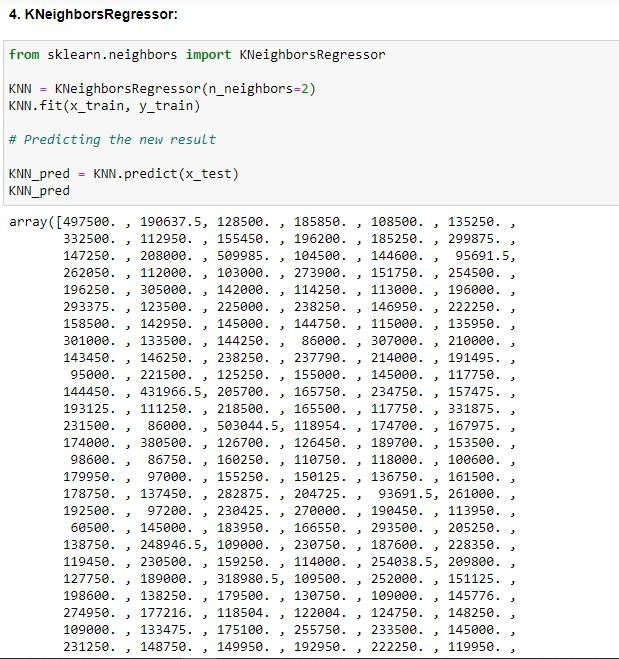 4. KNeighborsRegressor:
from sklearn.neighbors import KNeighborsRegressor
KNN = KNeighborsRegressor(n_neighbors=2)
KNN.fit(x_train, y_train)
# Predicting the new result
KNN_pred = KNN.predict(x_test)
KNN_pred
array([497500. , 190637.5, 128500. , 185850. , 108500. , 135250. ,
332500. , 112950. , 155450. , 196200. , 185250. , 299875. ,
147250. , 208000. , 509985. , 104500. , 144600. , 95691.5,
262050. , 112000. , 103000. , 273900. , 151750. , 254500. ,
196250. , 305000. , 142000. , 114250. , 113000. , 196000. ,
293375. , 123500. , 225000. , 238250. , 146950. , 222250. ,
158500. , 142950. , 145000. , 144750. , 115000. , 135950. ,
301000. , 133500. , 144250. , 86000. , 307000. , 210000. ,
143450. , 146250. , 238250. , 237790. , 214000. , 191495. ,
95000. , 221500. , 125250. , 155000. , 145000. , 117750. ,
144450. , 431966.5, 205700. , 165750. , 234750. , 157475. ,
193125. , 111250. , 218500. , 165500. , 117750. , 331875. ,
231500. , 86000. , 503044.5, 118954. , 174700. , 167975. ,
174000. , 380500. , 126700. , 126450. , 189700. , 153500. ,
98600. , 86750. , 160250. , 110750. , 118000. , 100600. ,
179950. , 97000. , 155250. , 150125. , 136750. , 161500. ,
178750. , 137450. , 282875. , 204725. , 93691.5, 261000. ,
192500. , 97200. , 230425. , 270000. , 190450. , 113950. ,
60500. , 145000. , 183950. , 166550. , 293500. , 205250. ,
138750. , 248946.5, 109000. , 230750. , 187600. , 228350. ,
119450. , 230500. , 159250. , 114000. , 254038.5, 209800. ,
127750. , 189000. , 318980.5, 109500. , 252000. , 151125. ,
198600. , 138250. , 179500. , 130750. , 109000. , 145776. ,
274950. , 177216. , 118504. , 122004. , 124750. , 148250. ,
109000. , 133475. , 175100. , 255750. , 233500. , 145000. ,
231250. , 148750. , 149950. , 192950. , 222250. , 119950. ,